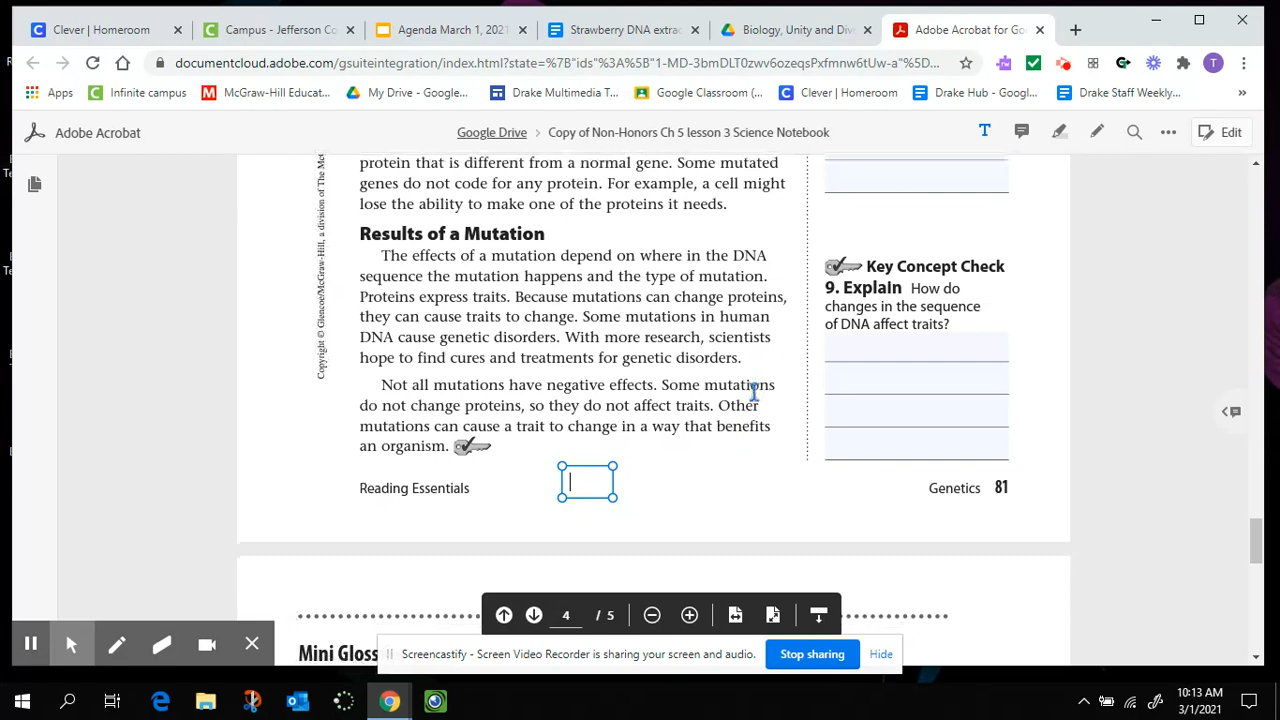 Clever | Homeroom
Campus - Jefferson Co
Agenda March 1, 2021
Strawberry DNA extrac
Biology, Unity and Div
Adobe Acrobat for Go
documentcloud.adobe.com/gsuiteintegration/index.html?state=%7B"ids"%3A%5B"1-MD-3bmDLT0zwv6ozeqsPxfmnw6tUw-a"%5D...
T
Apps
Infinite campus
McGraw-Hill Educat...
My Drive - Google...
Drake Multimedia T...
Google Classroom (...
Clever | Homeroom
Drake Hub - Googl...
Drake Staff Weekly...
Adobe Acrobat
Google Drive > Copy of Non-Honors Ch 5 lesson 3 Science Notebook
Edit
Copyright © Glencoe/McGraw-Hill, a division of The Mc
protein that is different from a normal gene. Some mutated
genes do not code for any protein. For example, a cell might
lose the ability to make one of the proteins it needs.
Results of a Mutation
The effects of a mutation depend on where in the DNA
sequence the mutation happens and the type of mutation.
Proteins express traits. Because mutations can change proteins,
they can cause traits to change. Some mutations in human
DNA cause genetic disorders. With more research, scientists
hope to find cures and treatments for genetic disorders.
Not all mutations have negative effects. Some mutations
do not change proteins, so they do not affect traits. Other
mutations can cause a trait to change in a way that benefits
an organism.
Key Concept Check
9. Explain How do
changes in the sequence
of DNA affect traits?
Reading Essentials
Genetics 81
4 / 5
Mini Glos
Screencastify - Screen Video Recorder is sharing your screen and audio.
Stop sharing
Hide
10:13 AM
3/1/2021